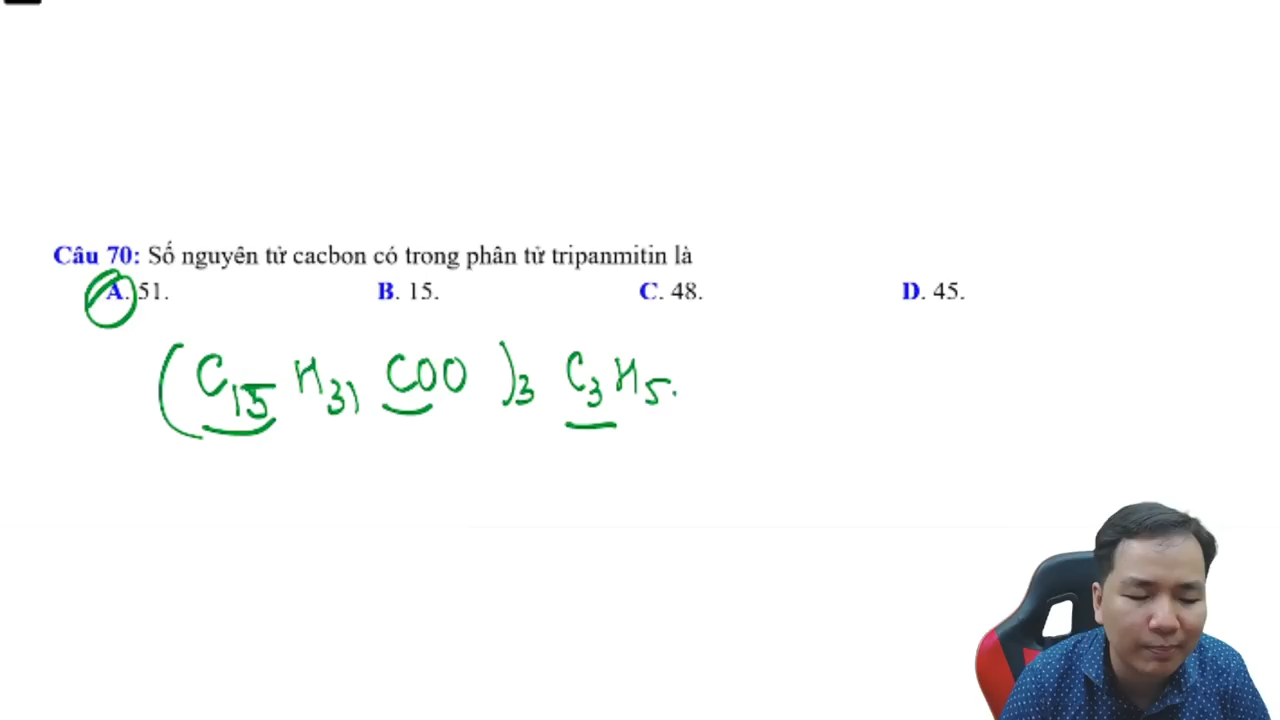 Câu 70: Số nguyên tử cacbon có trong phân tử tripanmitin là
A. 51. B. 15. C. 48. D. 45.
(C15H31COO)3C3H5.